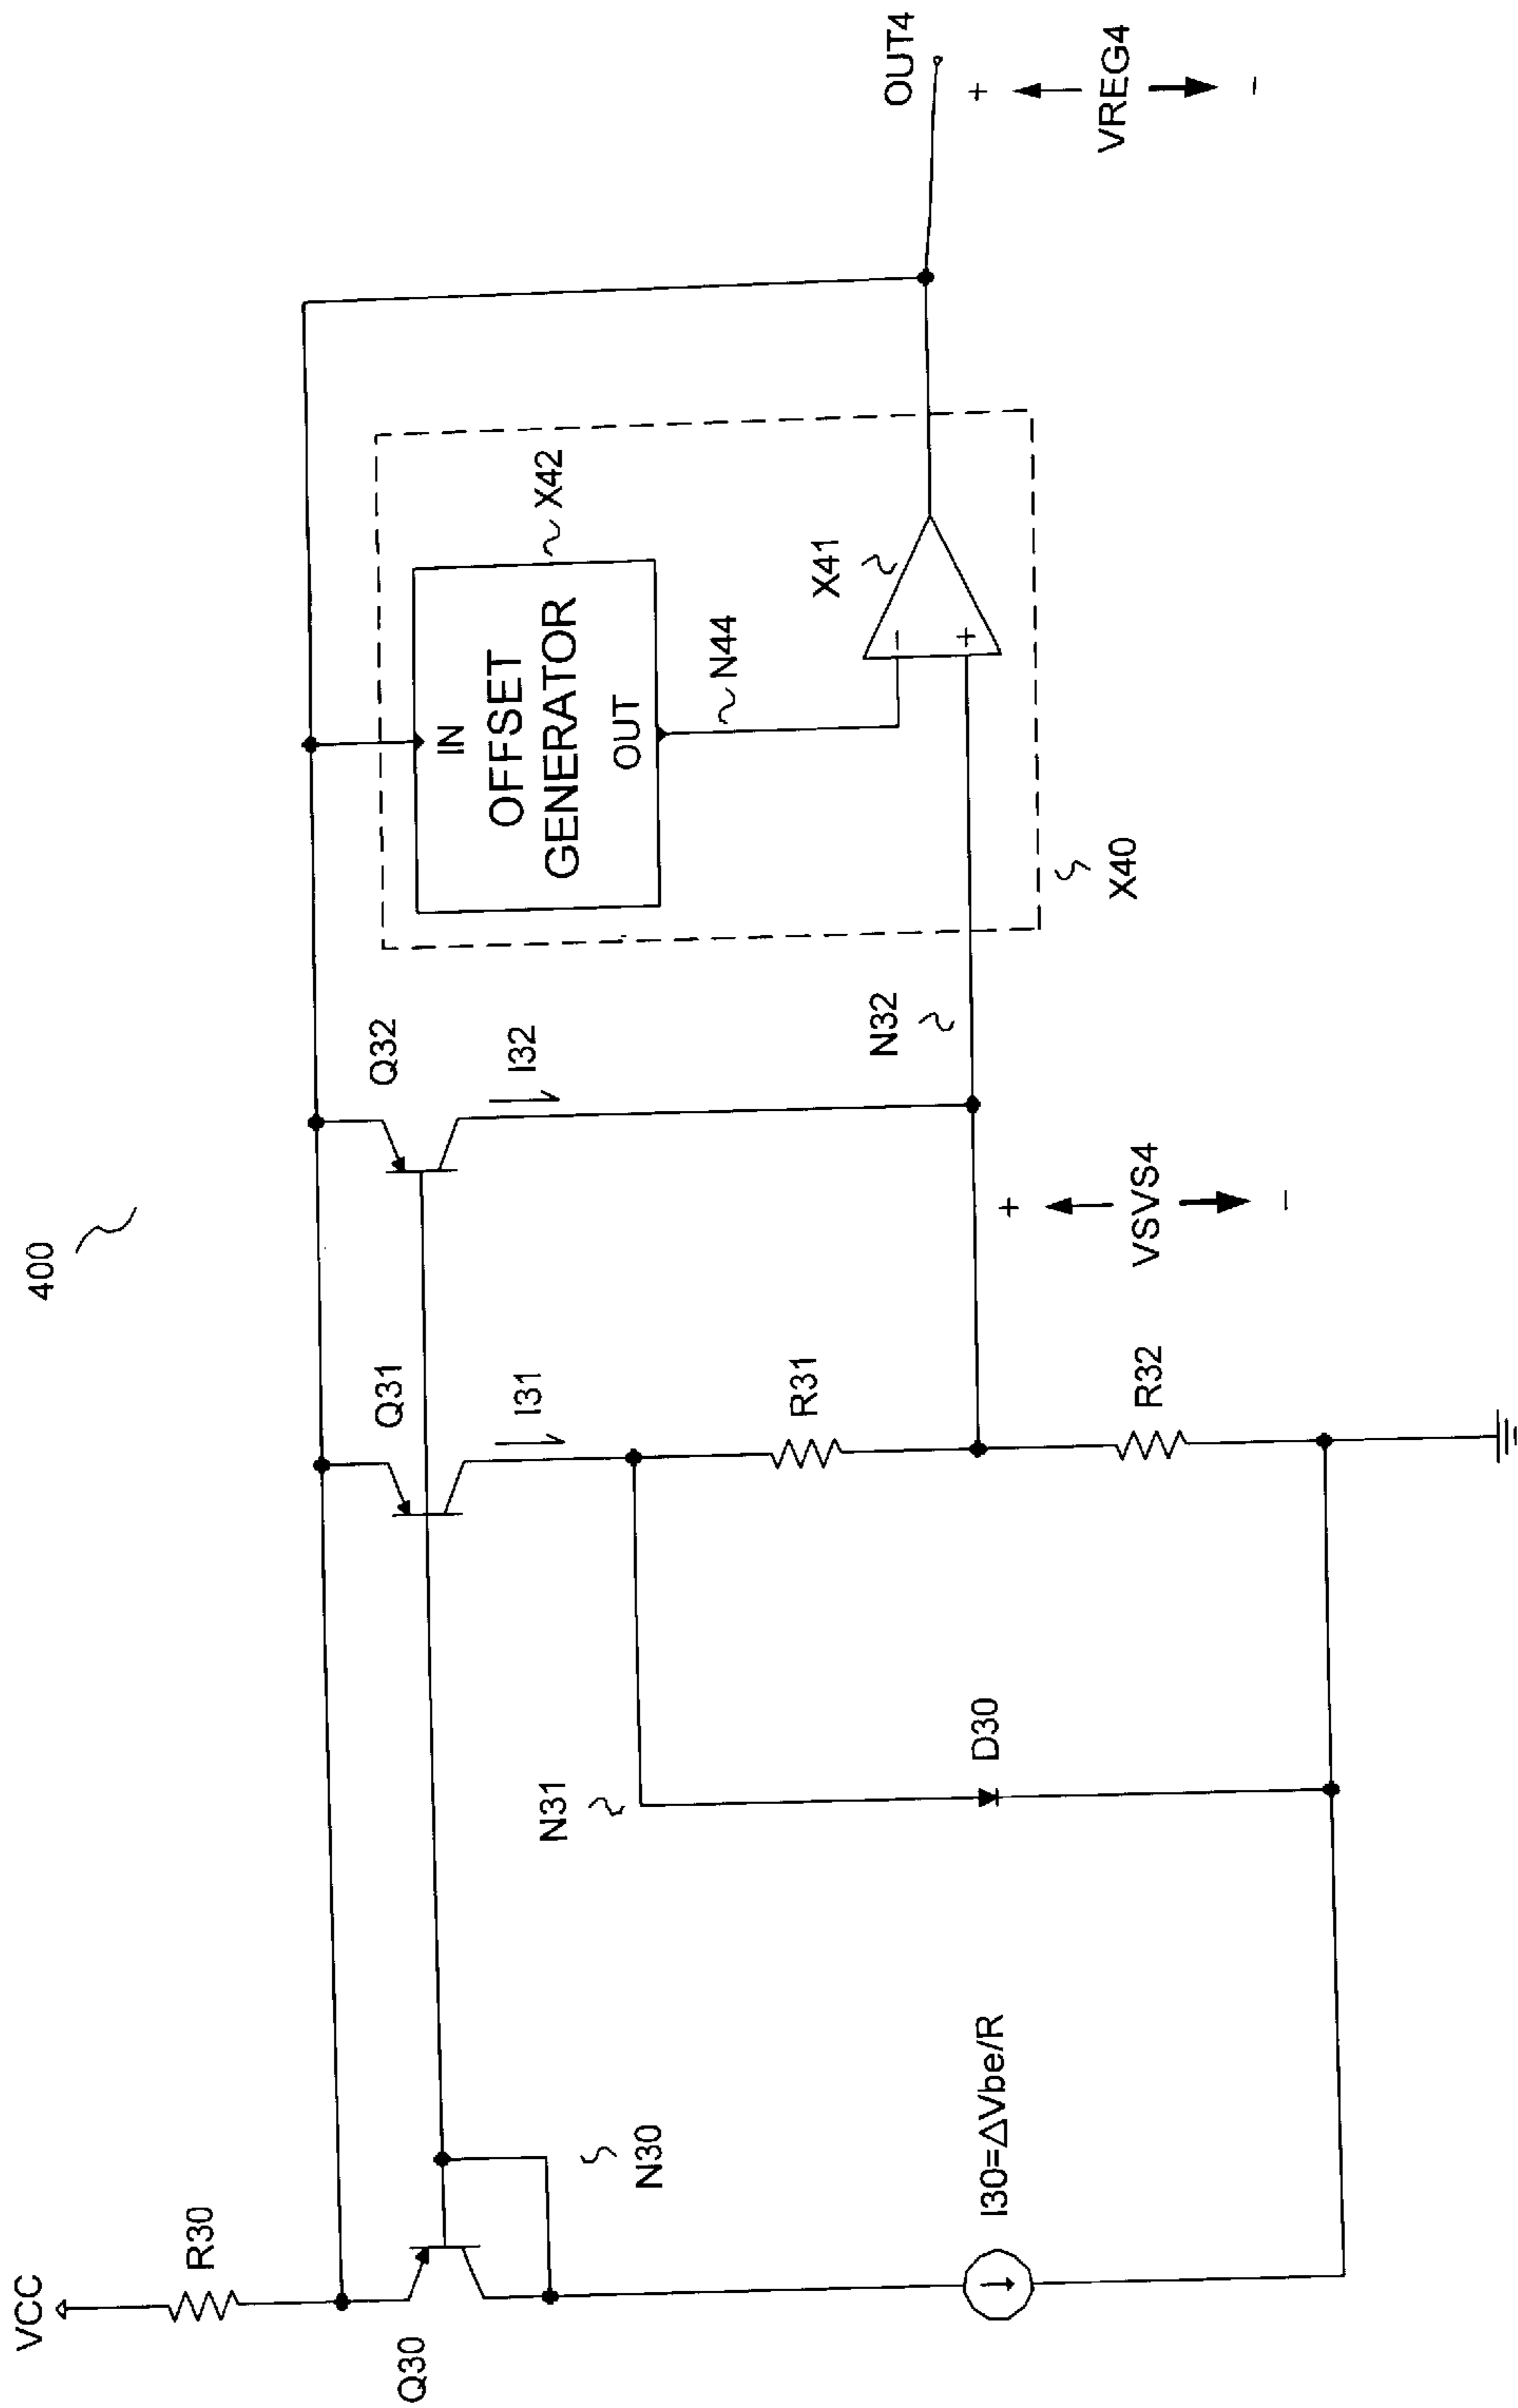 400
VCC
R30
Q30
N30
I30=ΔVbe/R
N31
D30
Q31
I31
R31
R32
Q32
I32
+
VSVS4
−
N32
X40
IN
OFFSET
GENERATOR
OUT
X42
N44
X41
−
+
OUT4
+
VREG4
−